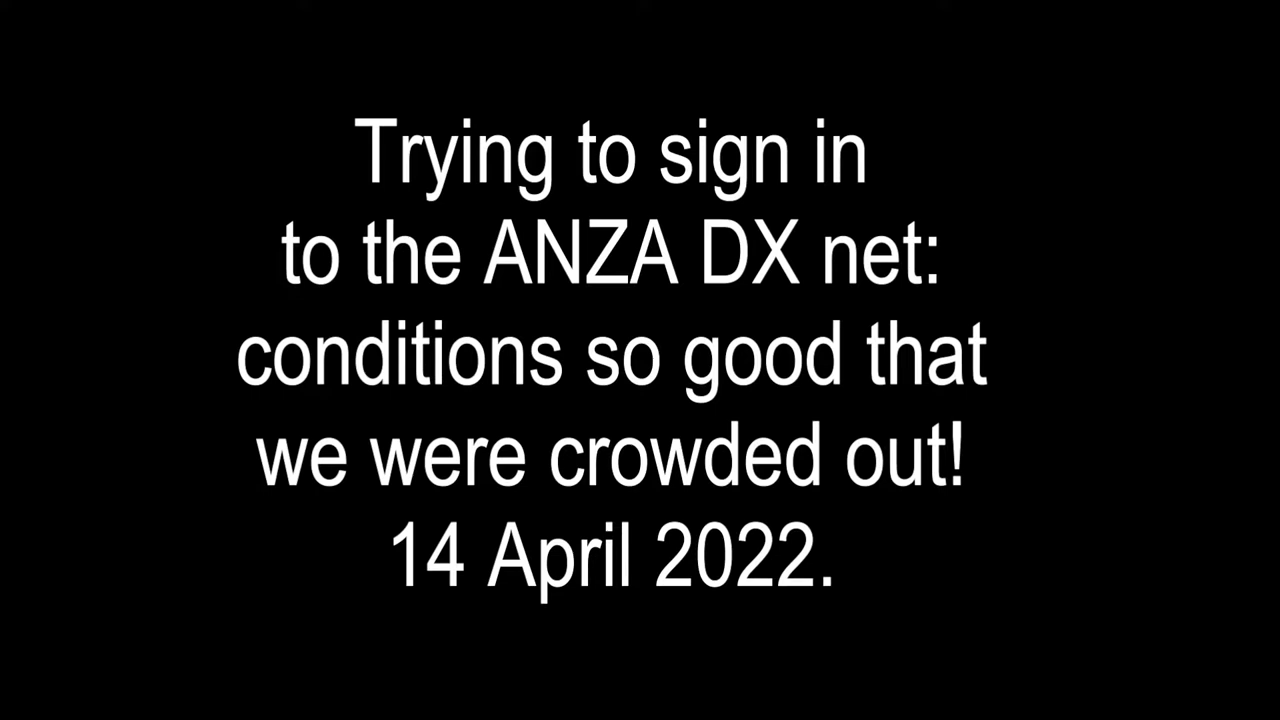 Trying to sign in
to the ANZA DX net:
conditions so good that
we were crowded out!
14 April 2022.